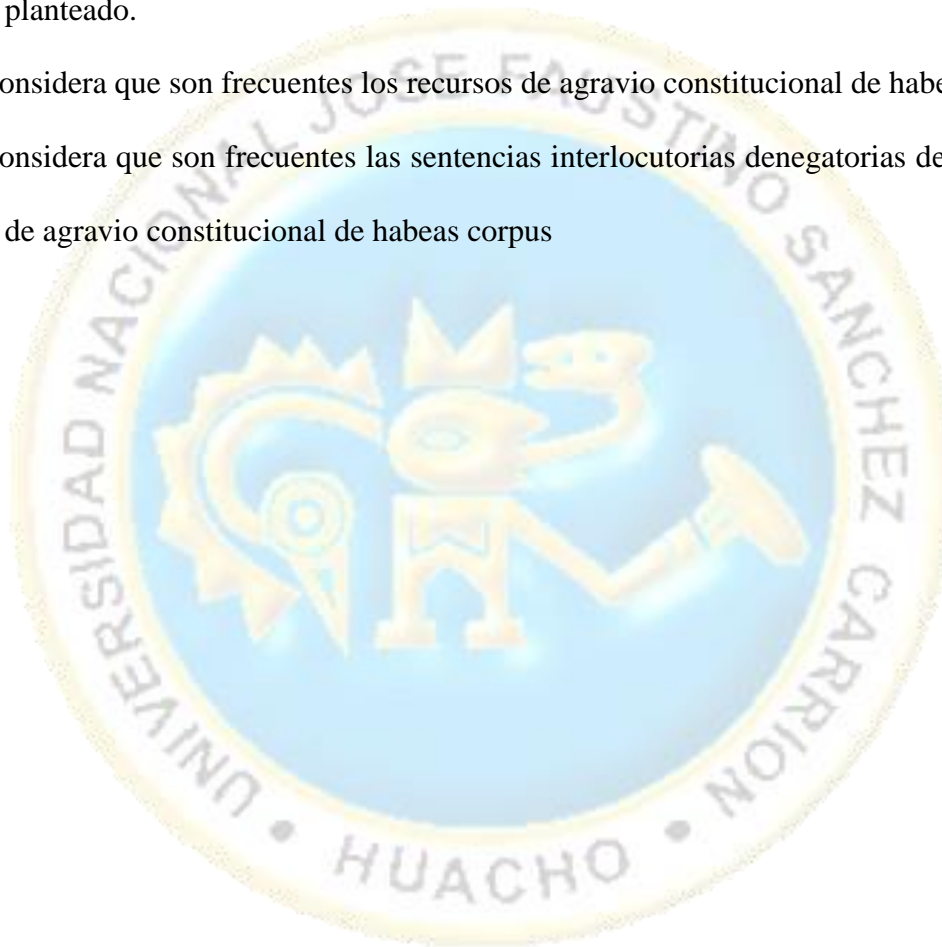 planteado.
onsidera que son frecuentes los recursos de agravio constitucional de habe
onsidera que son frecuentes las sentencias interlocutorias denegatorias de
de agravio constitucional de habeas corpus
UNIVERSIDAD NACIONAL JOSE FAUSTINO SANCHEZ CARRION
• HUACHO •